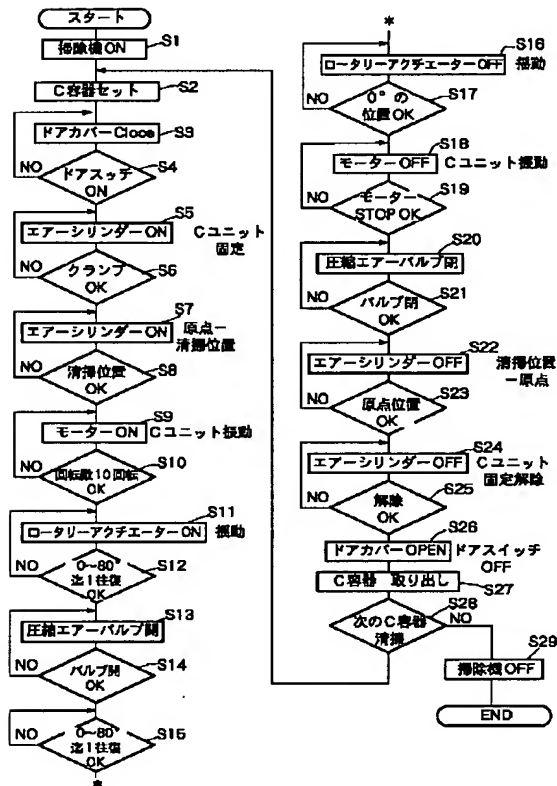 スタート
掃除機ON
S1
C容器セット
S2
ドアカバーClose
S3
ドアスッチ
ON
S4
NO
エアーシリンダーON
S5
Cユニット
固定
クランプ
OK
S6
NO
エアーシリンダーON
S7
原点ー
清掃位置
清掃位置
OK
S8
NO
モーターON
S9
Cユニット振動
回転数10回転
OK
S10
NO
ロータリーアクチエーターON
S11
揺動
0〜80°
迄1往復
OK
S12
NO
圧縮エアーバルブ開
S13
バルブ開
OK
S14
NO
0〜80°
迄1往復
OK
S15
NO
*
*
ロータリーアクチエーターOFF
S16
揺動
0°の
位置OK
S17
NO
モーターOFF
S18
Cユニット振動
モーター
STOP OK
S19
NO
圧縮エアーバルブ閉
S20
バルブ閉
OK
S21
NO
エアーシリンダーOFF
S22
清掃位置
ー原点
原点位置
OK
S23
NO
エアーシリンダーOFF
S24
Cユニット
固定解除
解除
OK
S25
NO
ドアカバーOPEN
S26
ドアスイッチ
OFF
C容器 取り出し
S27
次のC容器
清掃
S28
NO
掃除機OFF
S29
END